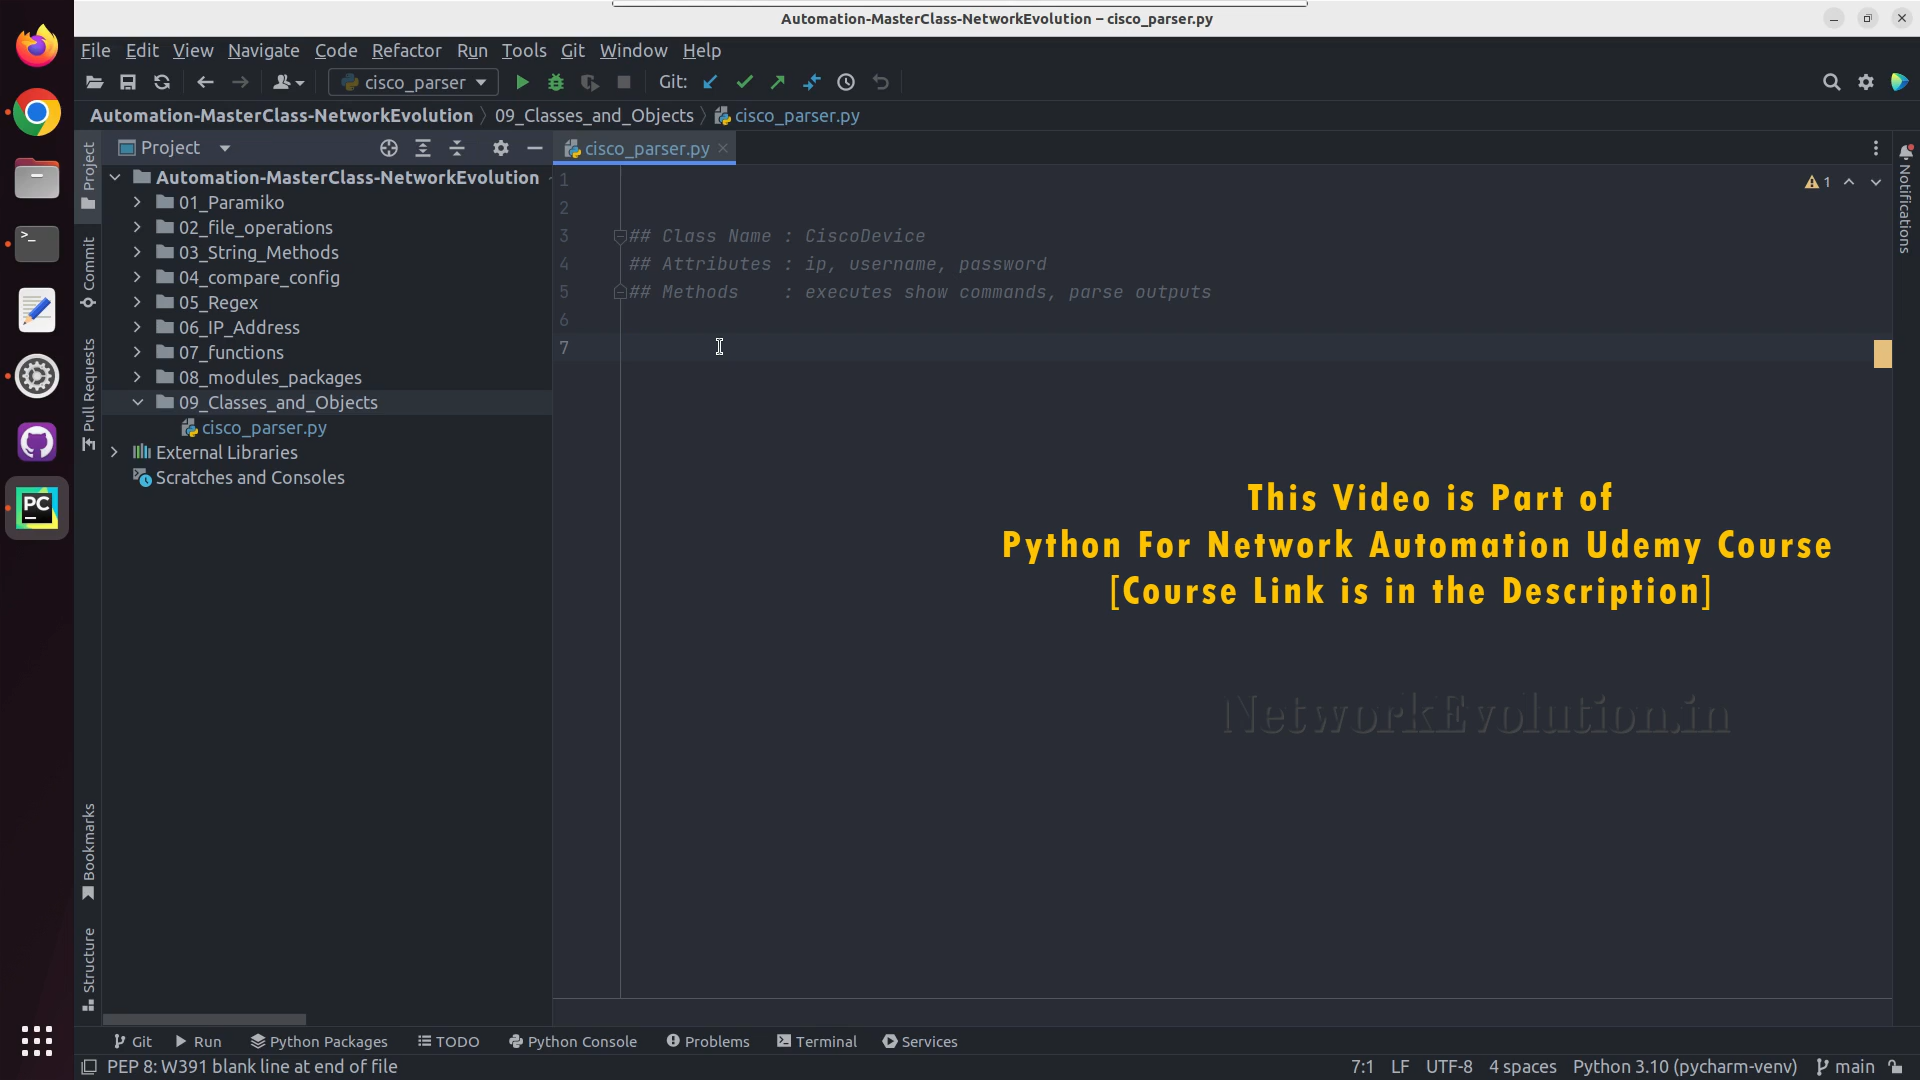 Automation-MasterClass-NetworkEvolution – cisco_parser.py
File Edit View Navigate Code Refactor Run Tools Git Window Help
cisco_parser Git:
Automation-MasterClass-NetworkEvolution 09_Classes_and_Objects cisco_parser.py
Project
cisco_parser.py
Automation-MasterClass-NetworkEvolution
01_Paramiko
02_file_operations
03_String_Methods
04_compare_config
05_Regex
06_IP_Address
07_functions
08_modules_packages
09_Classes_and_Objects
cisco_parser.py
External Libraries
Scratches and Consoles
Project
Commit
Pull Requests
Bookmarks
Structure
1
2
3 ## Class Name : CiscoDevice
4 ## Attributes : ip, username, password
5 ## Methods    : executes show commands, parse outputs
6
7
1
Notifications
This Video is Part of
Python For Network Automation Udemy Course
[Course Link is in the Description]
NetworkEvolution.in
PC
Git Run Python Packages TODO Python Console Problems Terminal Services
PEP 8: W391 blank line at end of file 7:1 LF UTF-8 4 spaces Python 3.10 (pycharm-venv) main